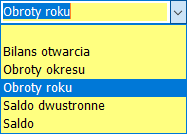 Obroty roku
Bilans otwarcia
Obroty okresu
Obroty roku
Saldo dwustronne
Saldo